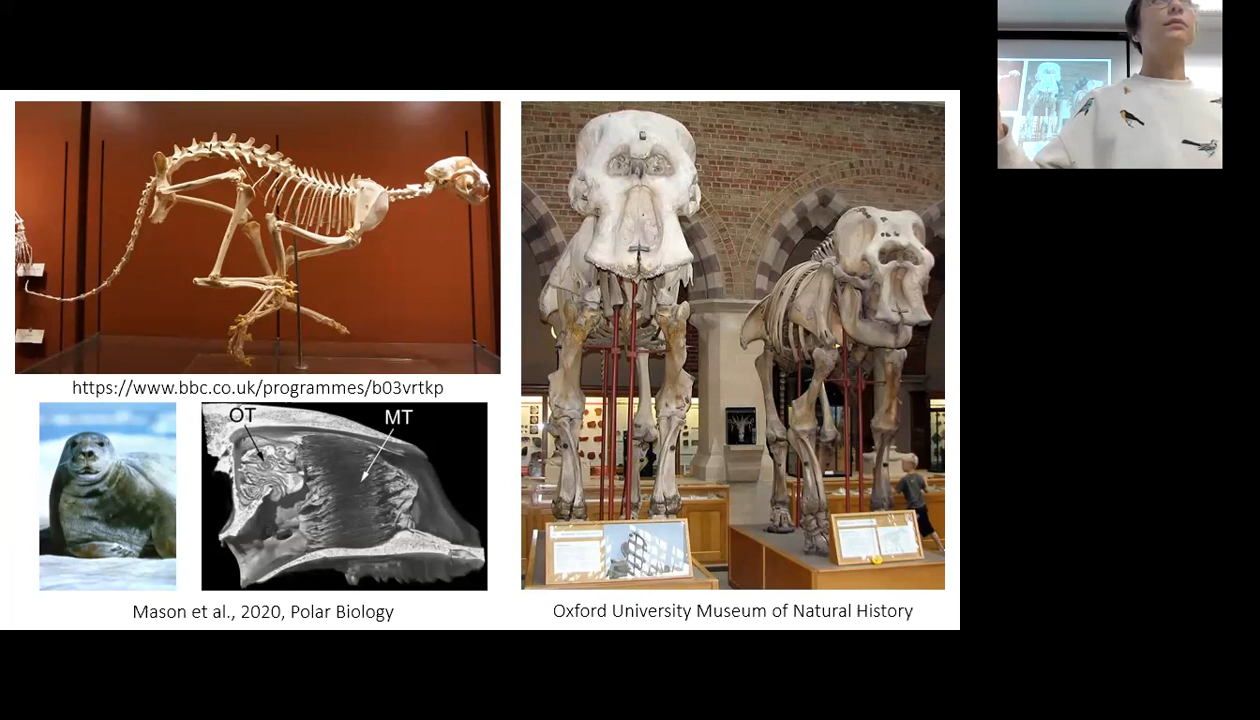 https://www.bbc.co.uk/programmes/b03vrtkp
OT
MT
Mason et al., 2020, Polar Biology
Oxford University Museum of Natural History